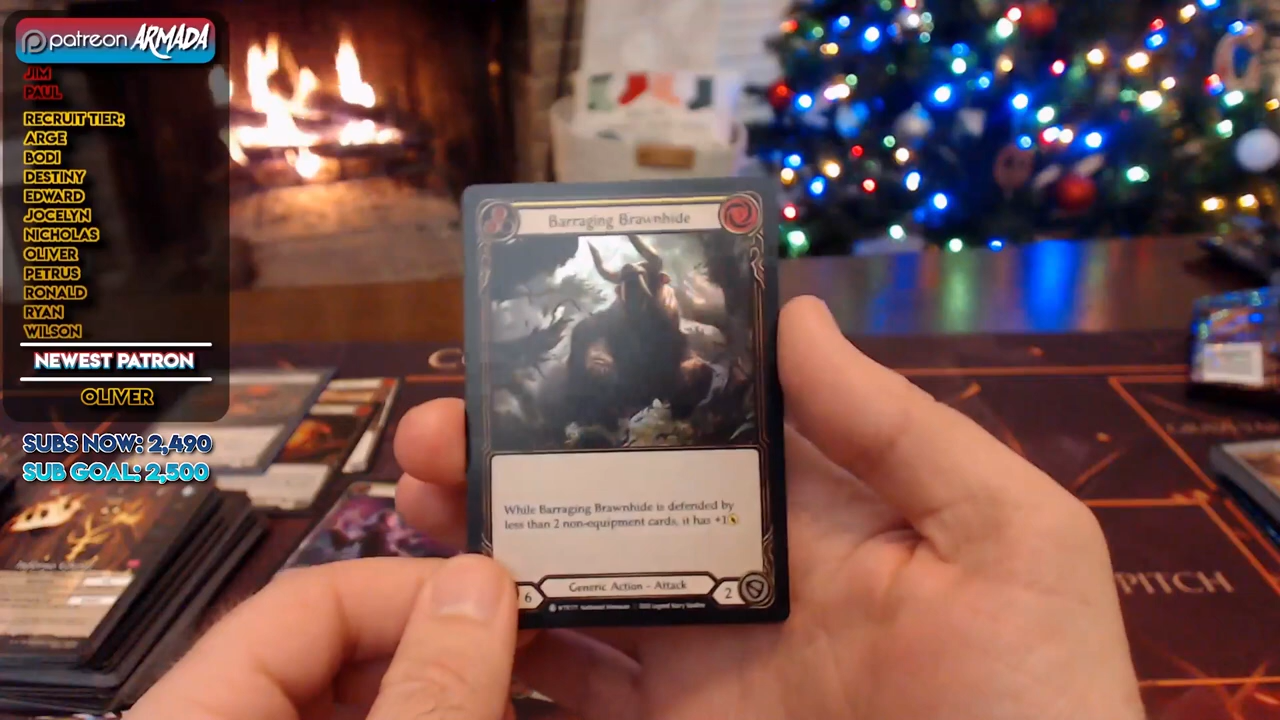 patreon ARMADA
JIM
PAUL
RECRUIT TIER:
ARGE
BODI
DESTINY
EDWARD
JOCELYN
NICHOLAS
OLIVER
PETRUS
RONALD
RYAN
WILSON
NEWEST PATRON
OLIVER
SUBS NOW: 2,490
SUB GOAL: 2,500
Barraging Brawnhide
While Barraging Brawnhide is defended by
less than 2 non-equipment cards, it has +1
Generic Action - Attack
6
2
PITCH